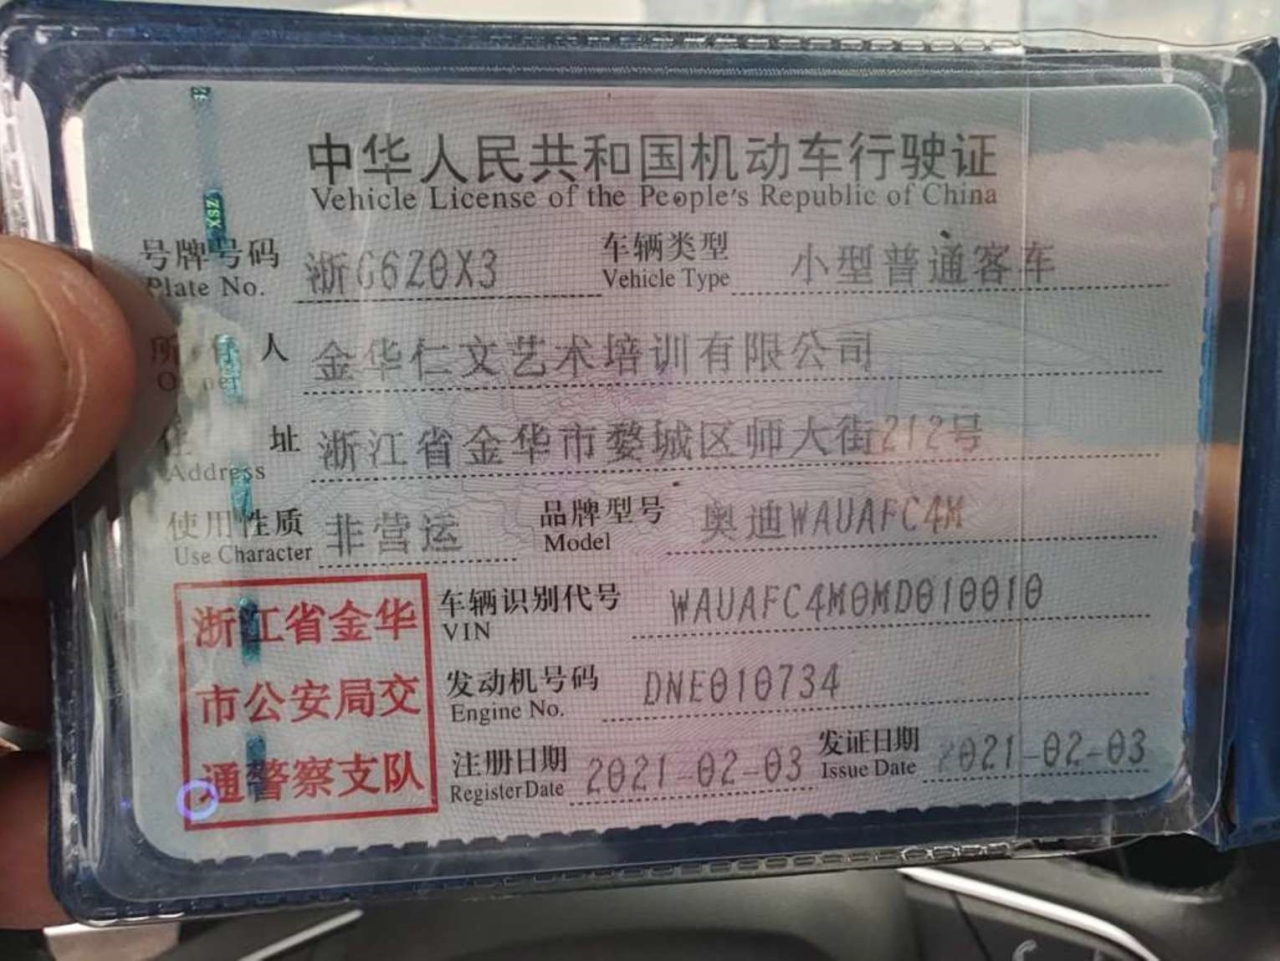 中华人民共和国机动车行驶证
Vehicle License of the People's Republic of China
号牌号码 浙G6Z0X3 车辆类型 小型普通客车
Plate No. Vehicle Type
所有人 金华仁文艺术培训有限公司
Owner
住址 浙江省金华市婺城区师大街212号
Address
使用性质 非营运 品牌型号 奥迪WAUAFC4M
Use Character Model
浙江省金华 车辆识别代号 WAUAFC4M0MD010010
VIN
市公安局交 发动机号码 DNE010734
Engine No.
通警察支队 注册日期 2021-02-03 发证日期 2021-02-03
Register Date Issue Date